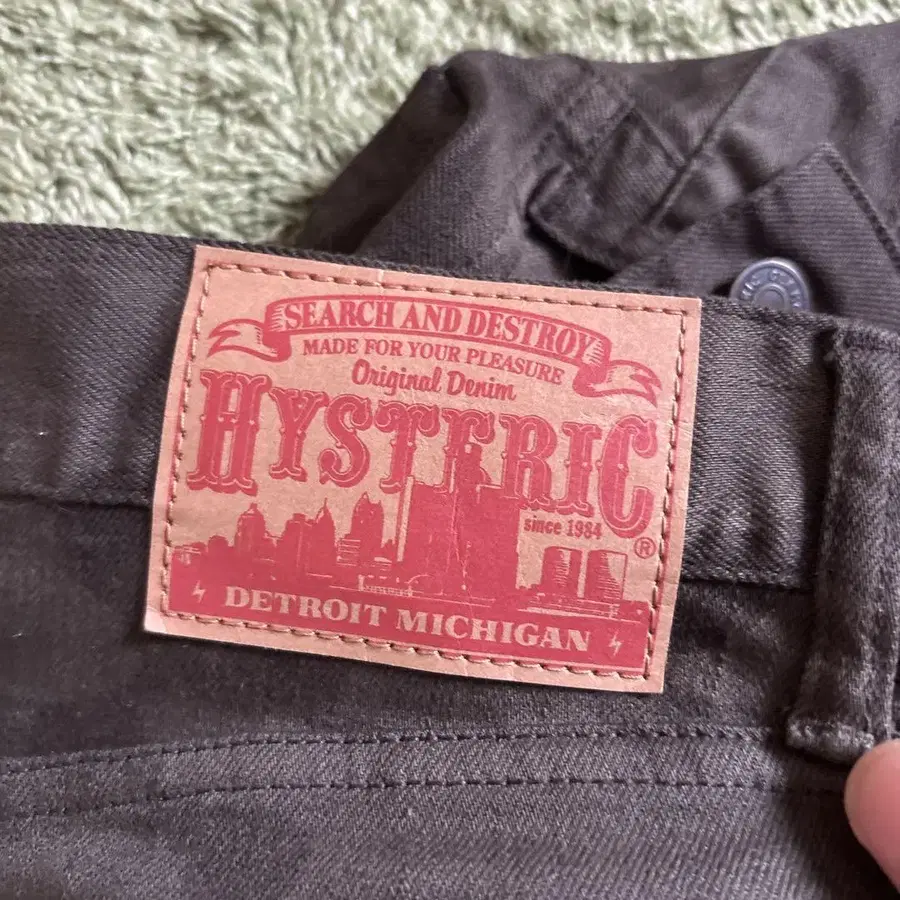 SEARCH AND DESTROY
MADE FOR YOUR PLEASURE
Original Denim
HYSTERIC
since 1984
®
DETROIT MICHIGAN